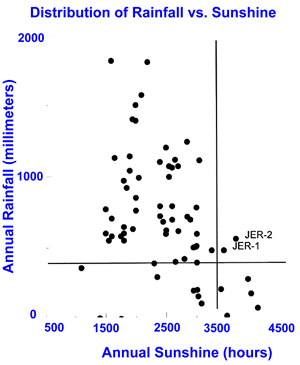 Distribution of Rainfall vs. Sunshine
2000
Annual Rainfall (millimeters)
1000
JER-2
JER-1
0
500 1500 2500 3500 4500
Annual Sunshine (hours)